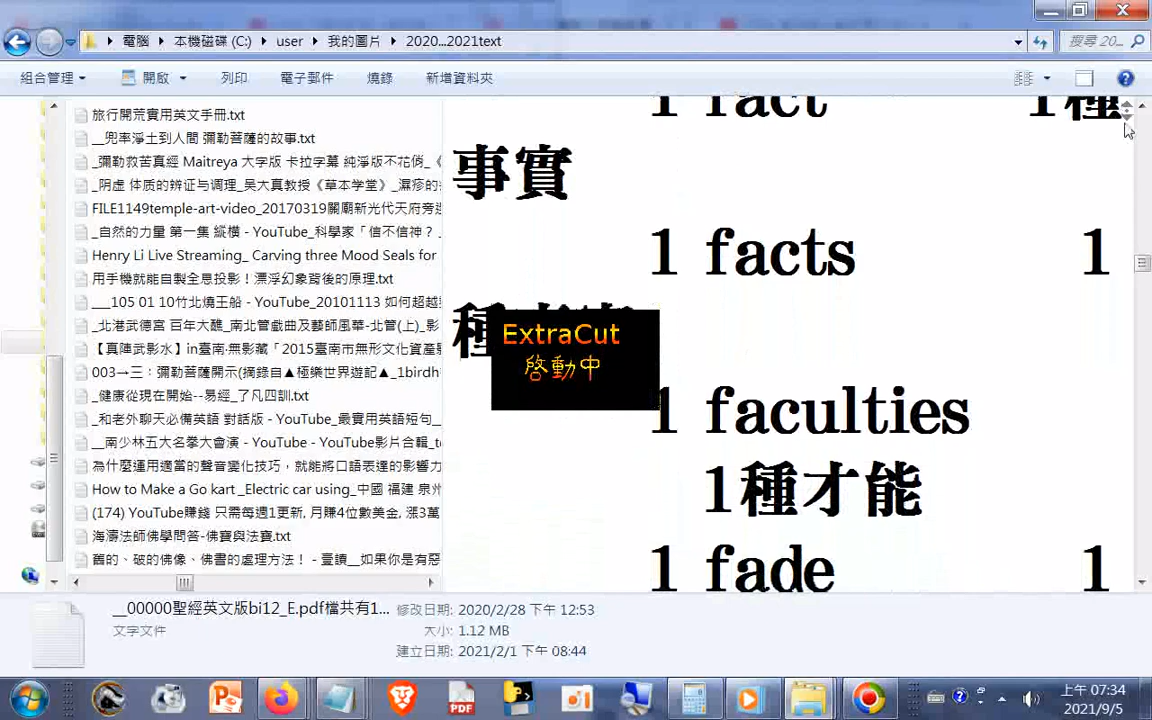 電腦 ▸ 本機磁碟 (C:) ▸ user ▸ 我的圖片 ▸ 2020...2021text
搜尋 20...
組合管理
開啟
列印
電子郵件
燒錄
新增資料夾
旅行開荒實用英文手冊.txt
__兜率淨土到人間 彌勒菩薩的故事.txt
_彌勒救苦真經 Maitreya 大字版 卡拉字幕 純淨版不花俏_《
_阴虚 体质的辨证与调理_吴大真教授《草本学堂》_濕疹的
FILE1149temple-art-video_20170319關廟新光代天府旁
_自然的力量 第一集 縱橫 - YouTube_科學家「信不信神？
Henry Li Live Streaming_ Carving three Mood Seals for
用手機就能自製全息投影！漂浮幻象背後的原理.txt
___105 01 10竹北燒王船 - YouTube_20101113 如何超越
_北港武德宮 百年大醮_南北管戲曲及藝師風華-北管(上)_影
【真陣武影水】in臺南·無影藏「2015臺南市無形文化資產
003→三：彌勒菩薩開示(摘錄自▲極樂世界遊記▲_1birdh
_健康從現在開始--易經_了凡四訓.txt
_和老外聊天必備英語 對話版 - YouTube_最實用英語短句_
__南少林五大名拳大會演 - YouTube - YouTube影片合輯_t
為什麼運用適當的聲音變化技巧，就能將口語表達的影響力
How to Make a Go kart _Electric car using_中國 福建 泉州
(174) YouTube賺錢 只需每週1更新, 月賺4位數美金, 漲3萬
海濤法師佛學問答-佛寶與法寶.txt
舊的、破的佛像、佛書的處理方法！ - 壹讀__如果你是有惡
1 fact 1種
事實
1 facts 1
種
ExtraCut
啓動中
1 faculties
1種才能
1 fade 1
__00000聖經英文版bi12_E.pdf檔共有1...
文字文件
修改日期: 2020/2/28 下午 12:53
大小: 1.12 MB
建立日期: 2021/2/1 下午 08:44
PDF
上午 07:34
2021/9/5